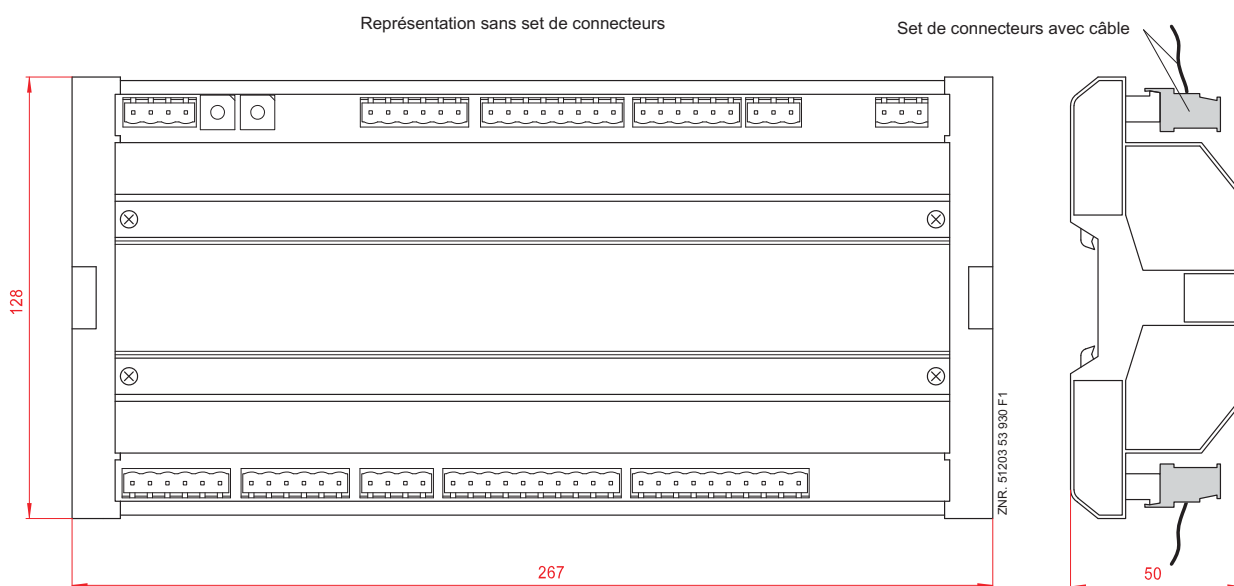 Représentation sans set de connecteurs
Set de connecteurs avec câble
128
ZNR. 51203 53 930 F1
267
50